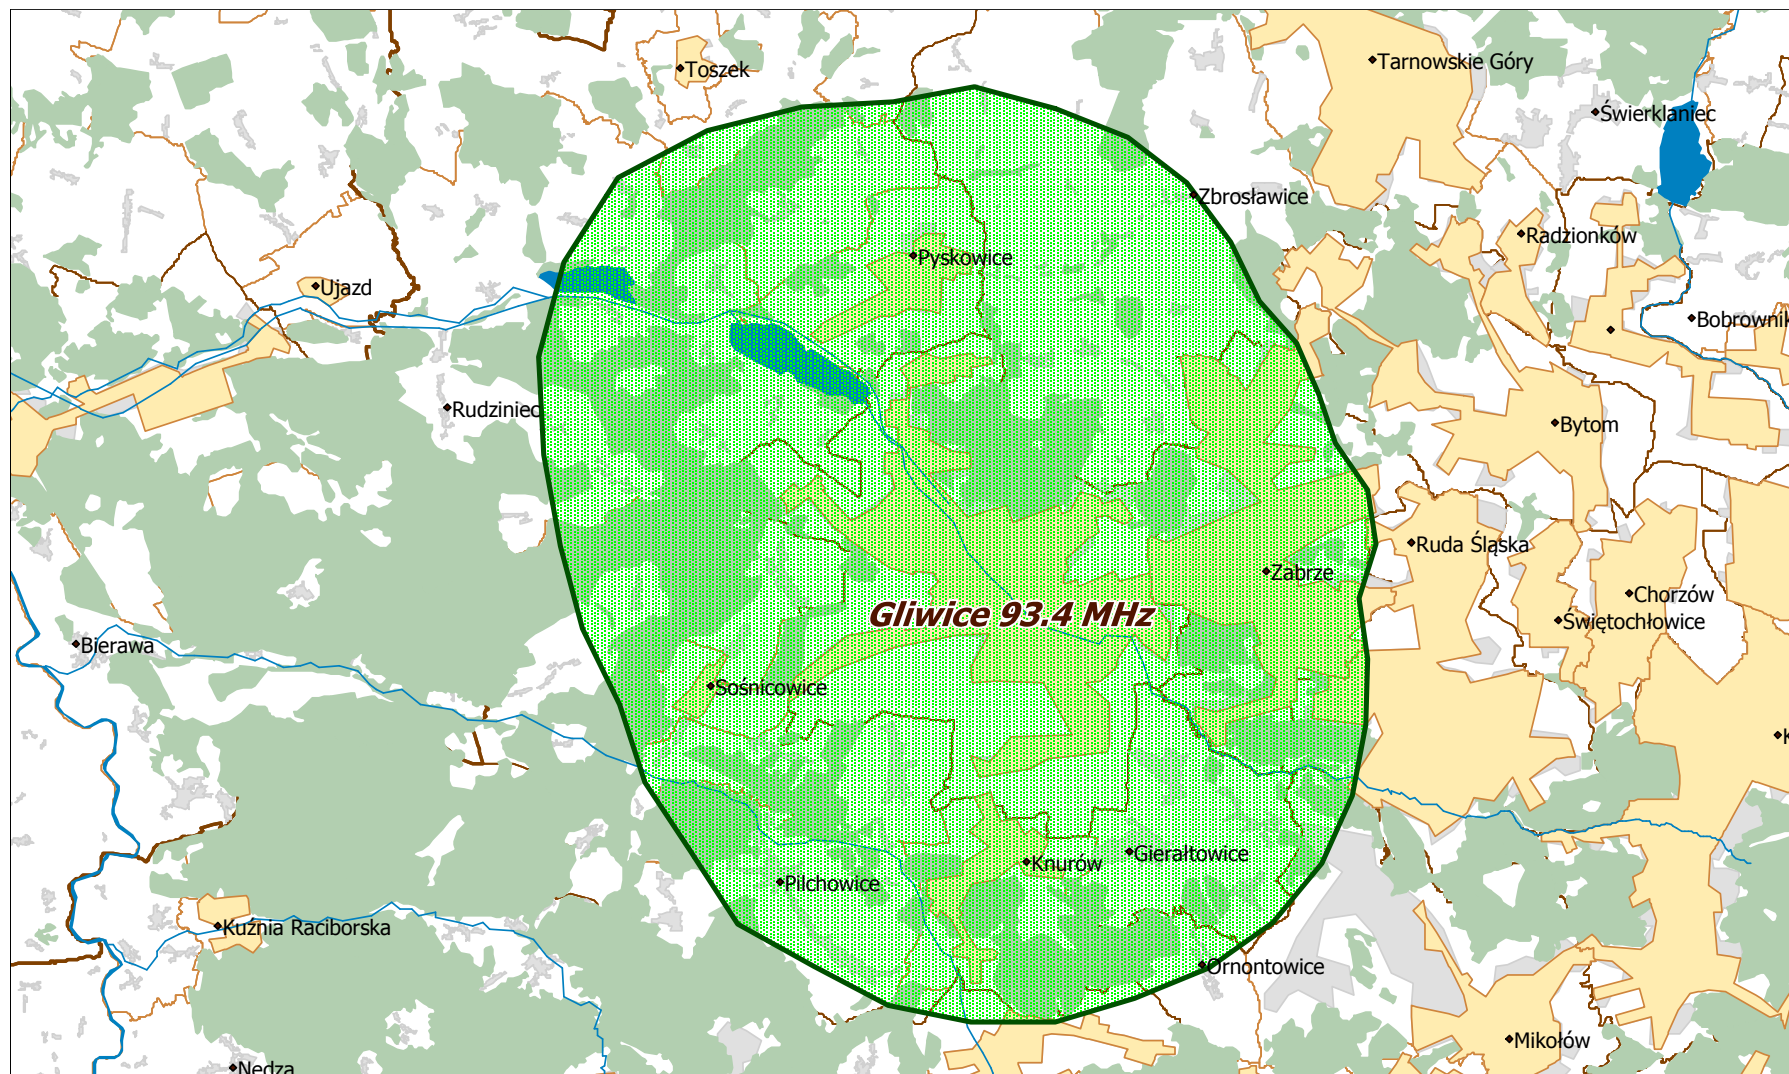 Toszek
Tarnowskie Góry
Świerklaniec
Zbrosławice
Radzionków
Pyskowice
Ujazd
Bobrownik
Rudziniec
Bytom
Ruda Śląska
Zabrze
Chorzów
Gliwice 93.4 MHz
Świętochłowice
Bierawa
Sośnicowice
K
Knurów
Gierałtowice
Pilchowice
Kuźnia Raciborska
Ornontowice
Mikołów
Nędza